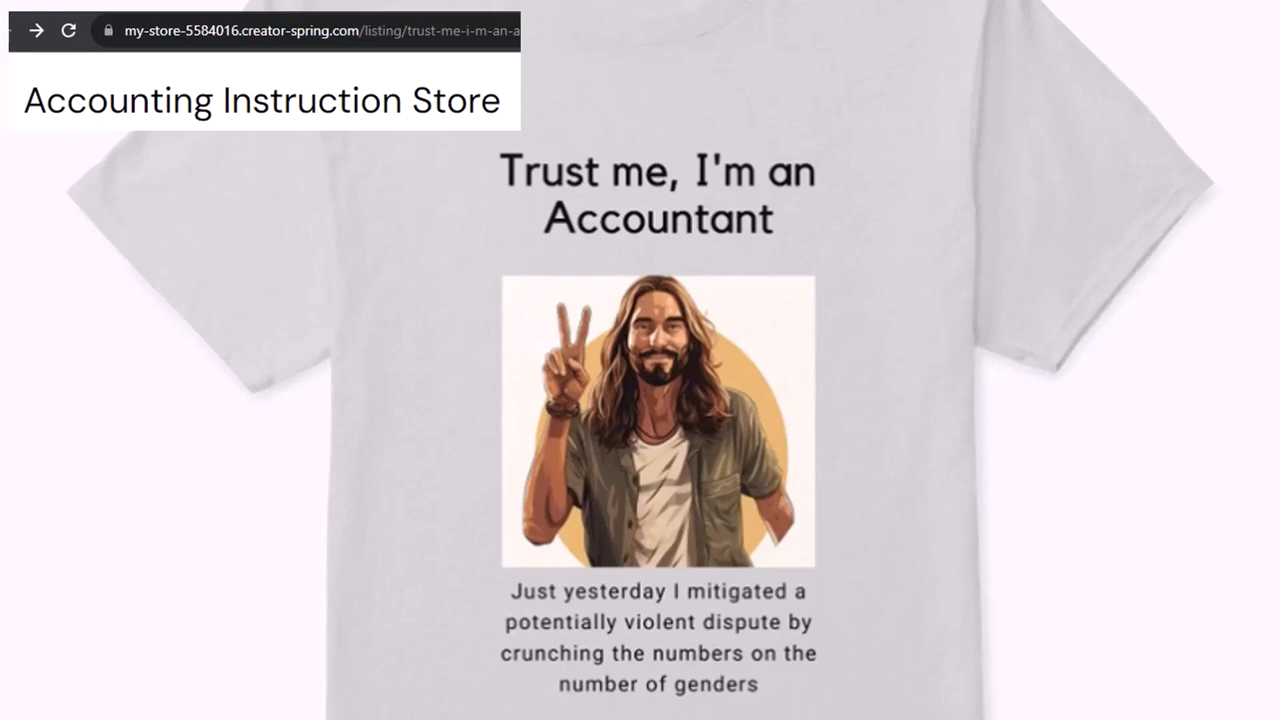 my-store-5584016.creator-spring.com/listing/trust-me-i-m-an-a
Accounting Instruction Store
Trust me, I'm an
Accountant
Just yesterday I mitigated a
potentially violent dispute by
crunching the numbers on the
number of genders